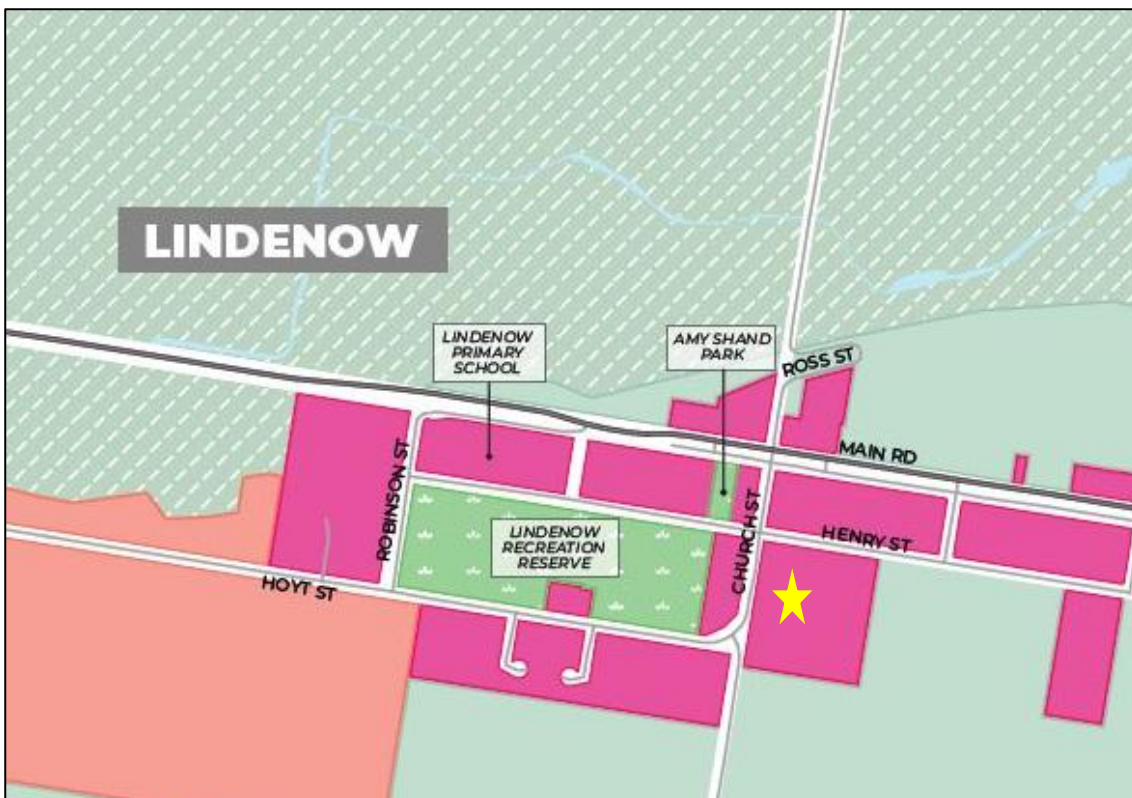 LINDENOW
LINDENOW
PRIMARY
SCHOOL
AMY SHAND
PARK
ROSS ST
MAIN RD
ROBINSON ST
LINDENOW
RECREATION
RESERVE
CHURCH ST
HENRY ST
HOYT ST